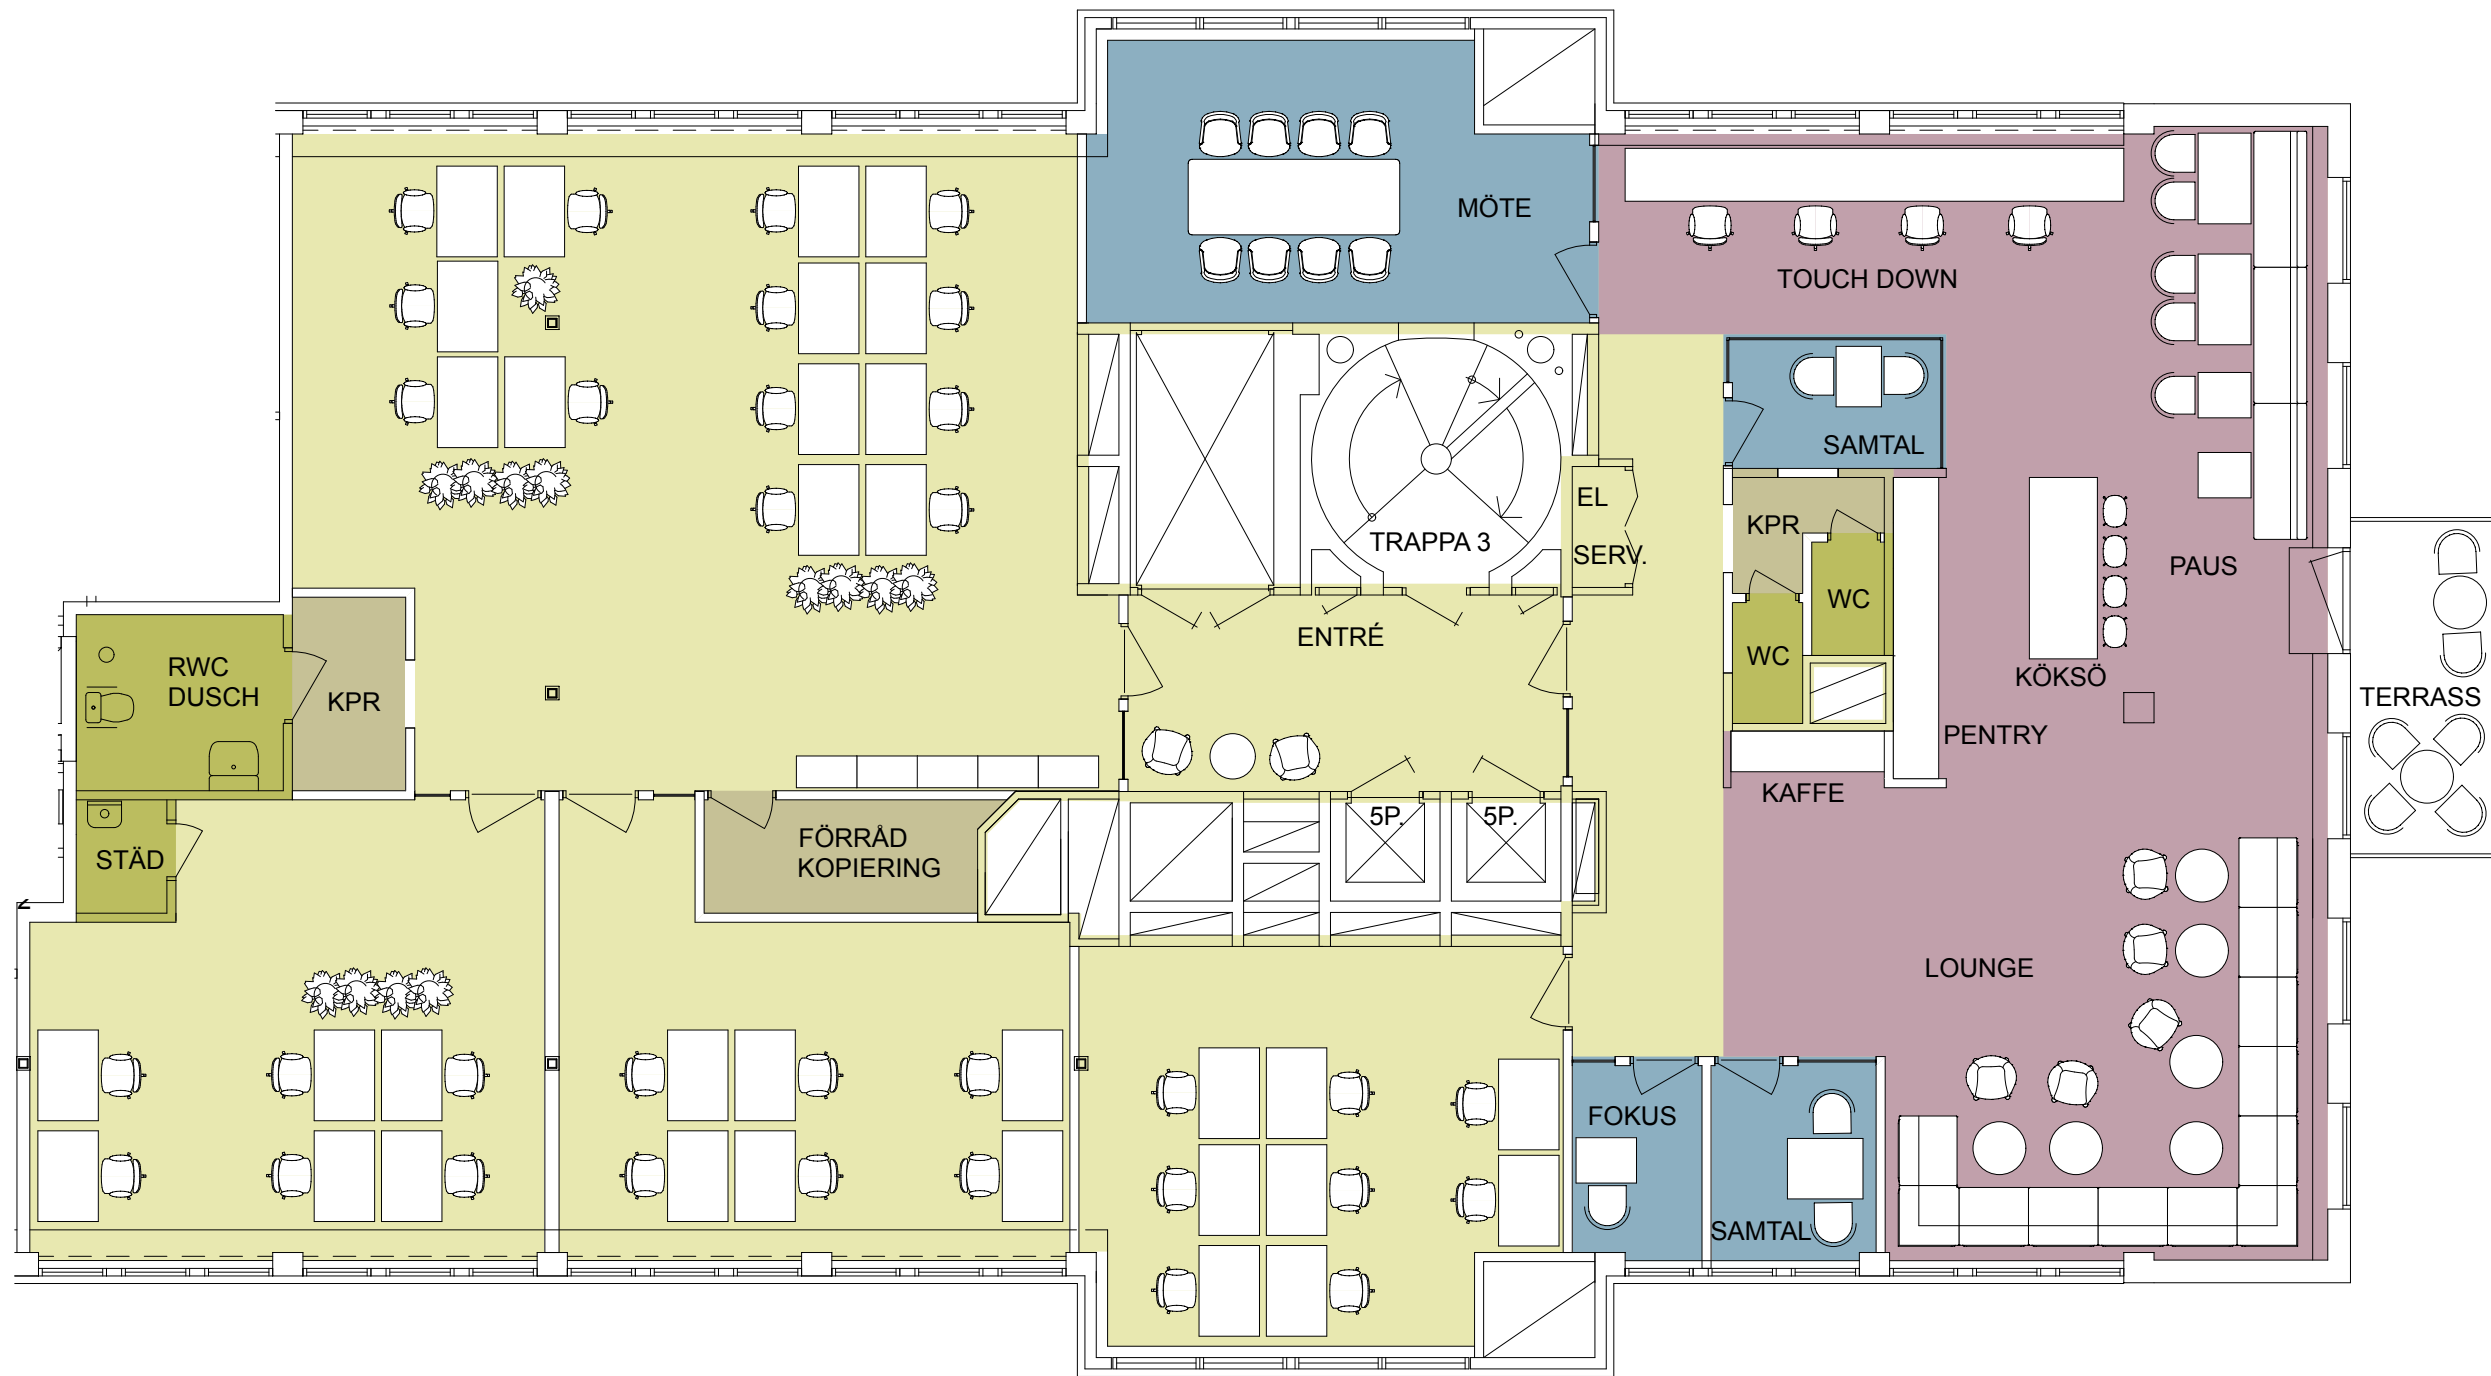 MÖTE
TOUCH DOWN
SAMTAL
EL
SERV.
KPR
TRAPPA 3
PAUS
WC
WC
ENTRÉ
KÖKSÖ
RWC
DUSCH
KPR
TERRASS
PENTRY
KAFFE
5P.
5P.
FÖRRÅD
KOPIERING
STÄD
LOUNGE
FOKUS
SAMTAL